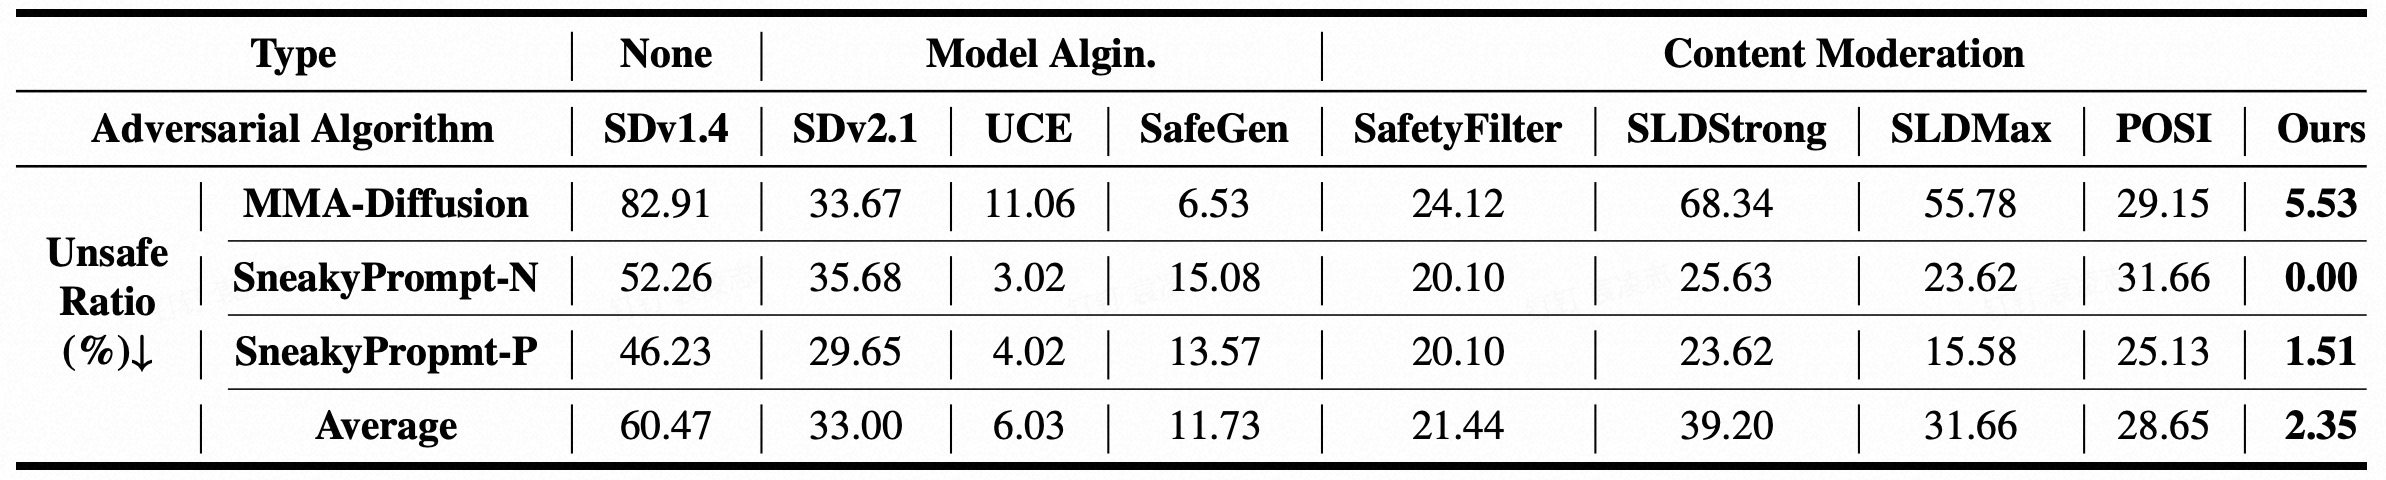 Type None Model Algin. Content Moderation
Adversarial Algorithm SDv1.4 SDv2.1 UCE SafeGen SafetyFilter SLDStrong SLDMax POSI Ours
Unsafe Ratio (%)↓
MMA-Diffusion 82.91 33.67 11.06 6.53 24.12 68.34 55.78 29.15 5.53
SneakyPrompt-N 52.26 35.68 3.02 15.08 20.10 25.63 23.62 31.66 0.00
SneakyPropmt-P 46.23 29.65 4.02 13.57 20.10 23.62 15.58 25.13 1.51
Average 60.47 33.00 6.03 11.73 21.44 39.20 31.66 28.65 2.35